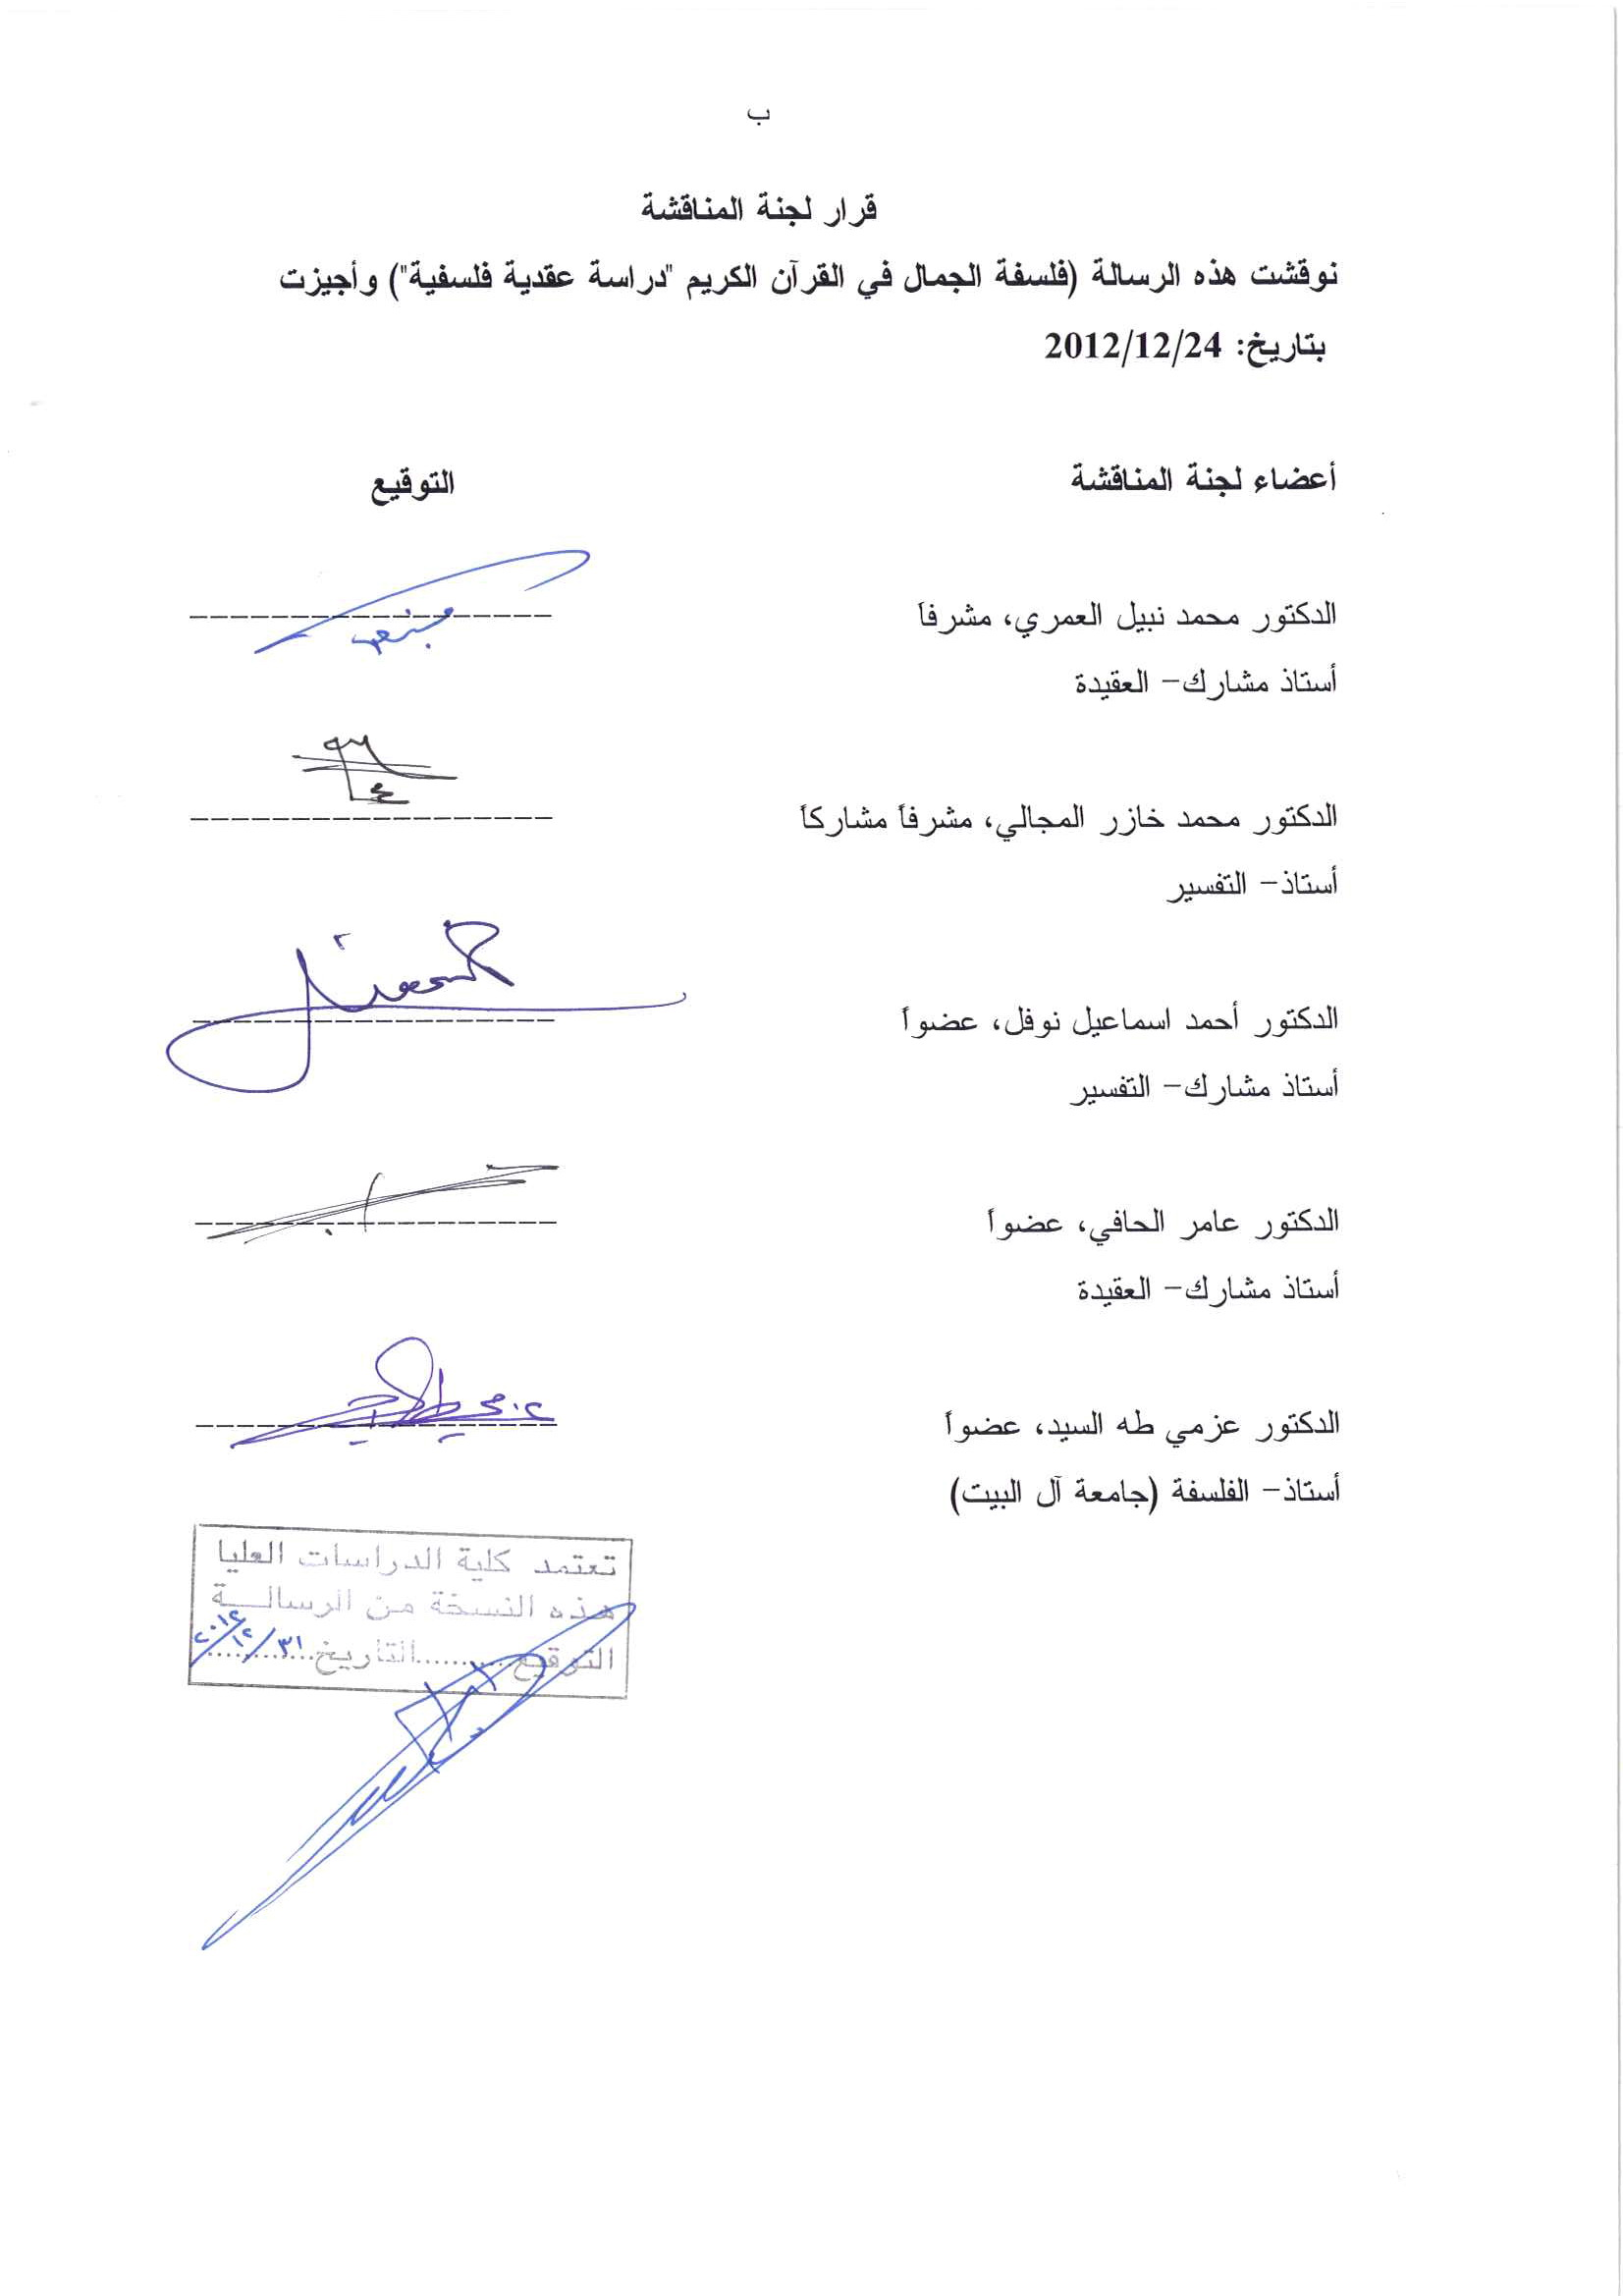 ب
قرار لجنة المناقشة
نوقشت هذه الرسالة (فلسفة الجمال في القرآن الكريم "دراسة عقدية فلسفية") وأجيزت
بتاريخ: 2012/12/24
أعضاء لجنة المناقشة
التوقيع
الدكتور محمد نبيل العمري، مشرفاً
أستاذ مشارك- العقيدة
الدكتور محمد خازر المجالي، مشرفاً مشاركاً
أستاذ- التفسير
الدكتور أحمد اسماعيل نوفل، عضواً
أستاذ مشارك- التفسير
الدكتور عامر الحافي، عضواً
أستاذ مشارك- العقيدة
الدكتور عزمي طه السيد، عضواً
أستاذ- الفلسفة (جامعة آل البيت)
تعتمد كلية الدراسات العليا
هذه النسخة من الرسالة
التوقيع..........التاريخ ٣١/١٢/٢٠١٢